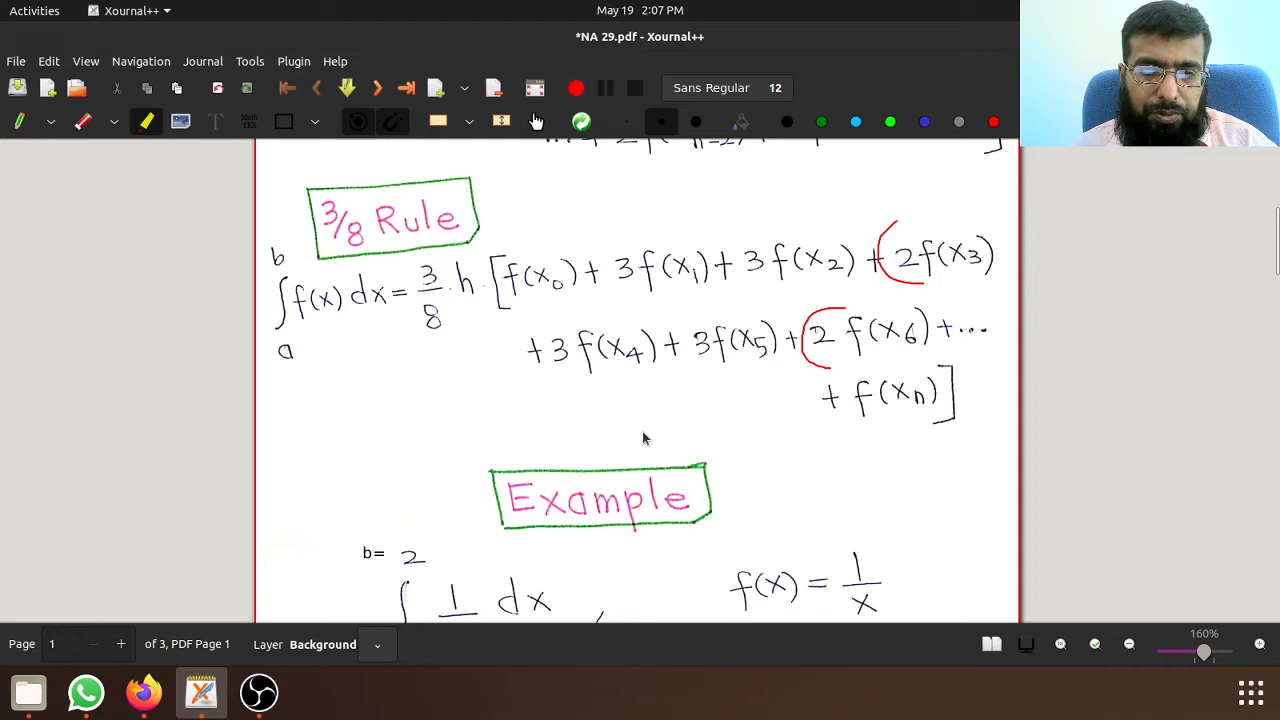 Activities Xournal++ May 19 2:07 PM
*NA 29.pdf - Xournal++
File Edit View Navigation Journal Tools Plugin Help
Sans Regular 12
3/8 Rule
b
∫ f(x) dx = 3/8 . h . [ f(x₀) + 3f(x₁) + 3f(x₂) + 2f(x₃)
a
+ 3f(x₄) + 3f(x₅) + 2f(x₆) + ...
+ f(xₙ) ]
Example
b= 2
∫ 1 dx , f(x) = 1/x
Page 1 of 3, PDF Page 1 Layer Background 160%